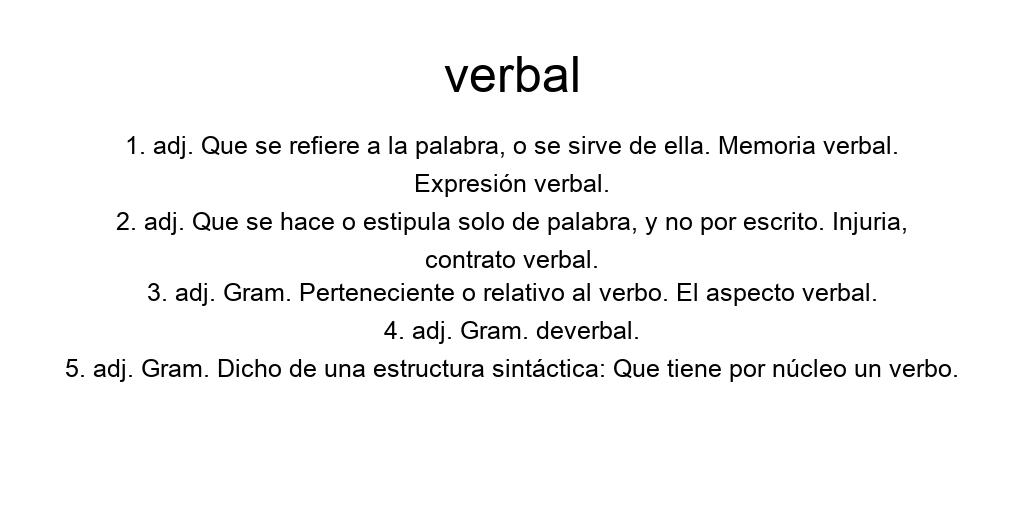 verbal
1. adj. Que se refiere a la palabra, o se sirve de ella. Memoria verbal.
Expresión verbal.
2. adj. Que se hace o estipula solo de palabra, y no por escrito. Injuria,
contrato verbal.
3. adj. Gram. Perteneciente o relativo al verbo. El aspecto verbal.
4. adj. Gram. deverbal.
5. adj. Gram. Dicho de una estructura sintáctica: Que tiene por núcleo un verbo.